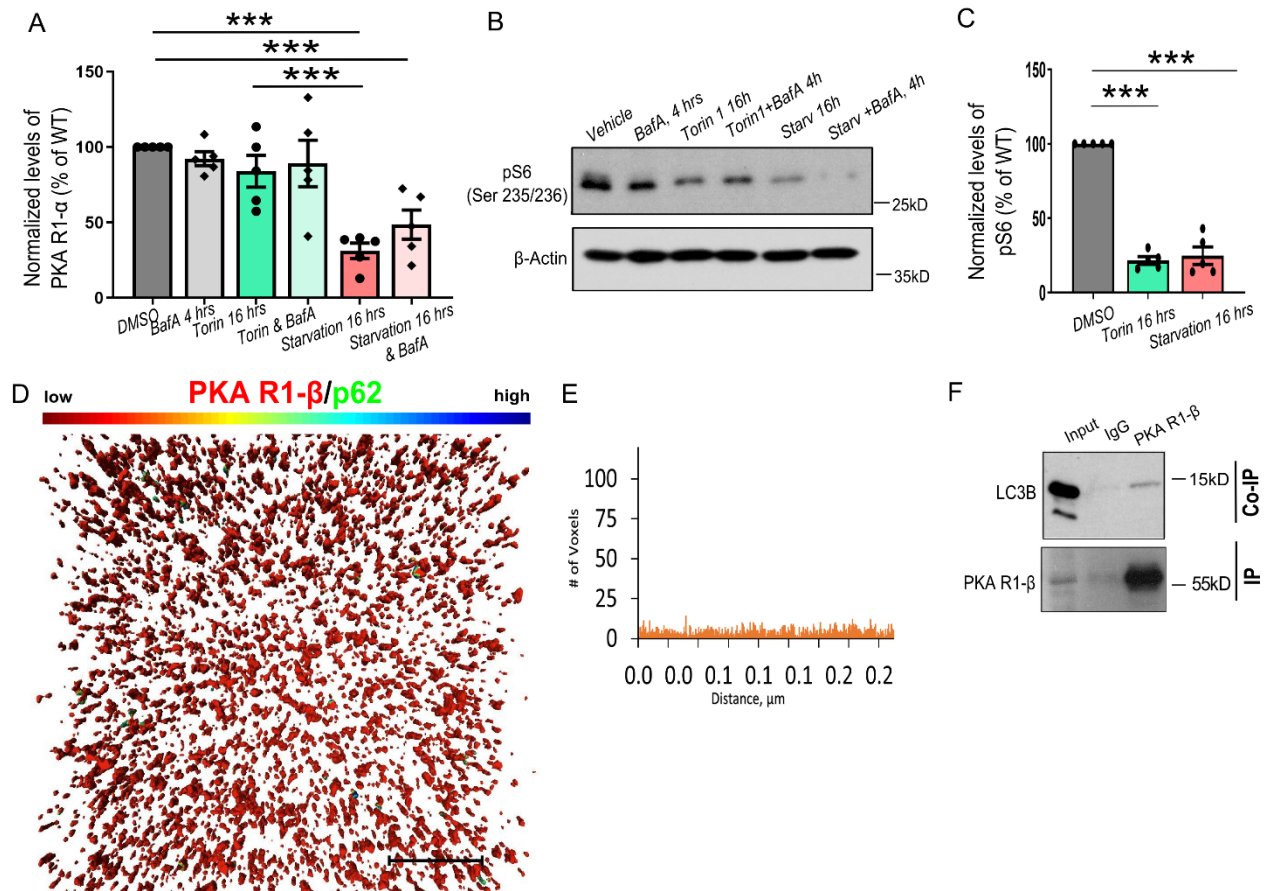 A
***
***
***
Normalized levels of
PKA R1-α (% of WT)
150
100
50
0
DMSO
BafA 4 hrs
Torin 16 hrs
Torin & BafA
Starvation 16 hrs
Starvation 16 hrs
& BafA
B
Vehicle
BafA, 4 hrs
Torin 1 16h
Torin1+BafA 4h
Starv 16h
Starv +BafA, 4h
pS6
(Ser 235/236)
25kD
β-Actin
35kD
C
***
***
Normalized levels of
pS6 (% of WT)
150
100
50
0
DMSO
Torin 16 hrs
Starvation 16 hrs
D
low
PKA R1-β/p62
high
E
# of Voxels
100
75
50
25
0
0.0 0.0 0.1 0.1 0.1 0.1 0.2 0.2 0.2
Distance, µm
F
Input
IgG
PKA R1-β
LC3B
15kD
Co-IP
PKA R1-β
55kD
IP